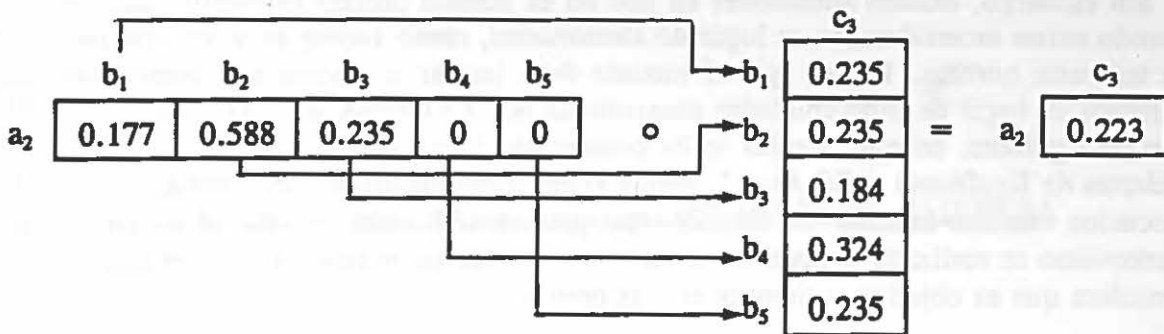 c3
b1 b2 b3 b4 b5
b1 0.235
c3
a2 0.177 0.588 0.235 0 0 o b2 0.235 = a2 0.223
b3 0.184
b4 0.324
b5 0.235